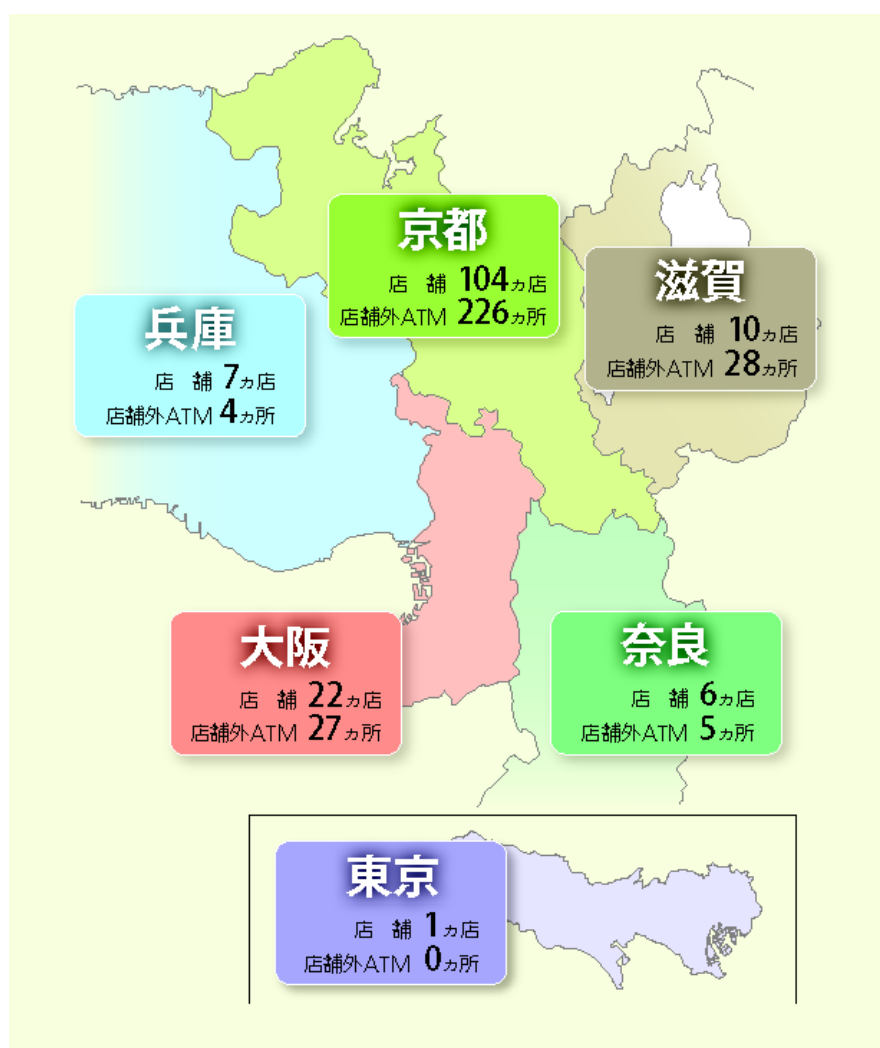 京都
店 舗 104ヵ店
店舗外ATM 226ヵ所
滋賀
店 舗 10ヵ店
店舗外ATM 28ヵ所
兵庫
店 舗 7ヵ店
店舗外ATM 4ヵ所
大阪
店 舗 22ヵ店
店舗外ATM 27ヵ所
奈良
店 舗 6ヵ店
店舗外ATM 5ヵ所
東京
店 舗 1ヵ店
店舗外ATM 0ヵ所